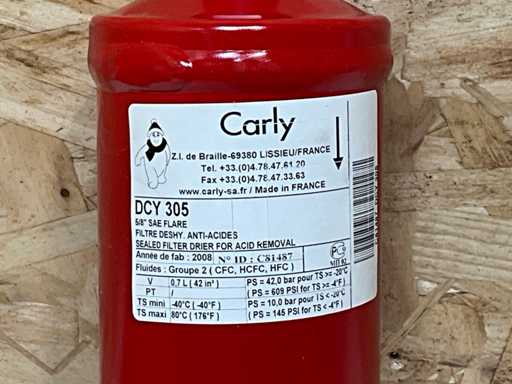 Carly
Z.I. de Braille-69380 LISSIEU/FRANCE
Tel. +33.(0)4.78.47.61.20
Fax +33.(0)4.78.47.33.63
www.carly-sa.fr / Made in FRANCE
DCY 305
5/8" SAE FLARE
FILTRE DESHY. ANTI-ACIDES
SEALED FILTER DRIER FOR ACID REMOVAL
Année de fab : 2008 N° ID : C81487
Fluides : Groupe 2 ( CFC, HCFC, HFC )
V 0,7 L ( 42 in³ ) PS = 42,0 bar pour TS >= -20°C
PT ( PS = 609 PSI for TS >= -4°F )
TS mini -40°C ( -40°F ) PS = 10,0 bar pour TS < -20°C
TS maxi 80°C ( 176°F ) ( PS = 145 PSI for TS < -4°F )